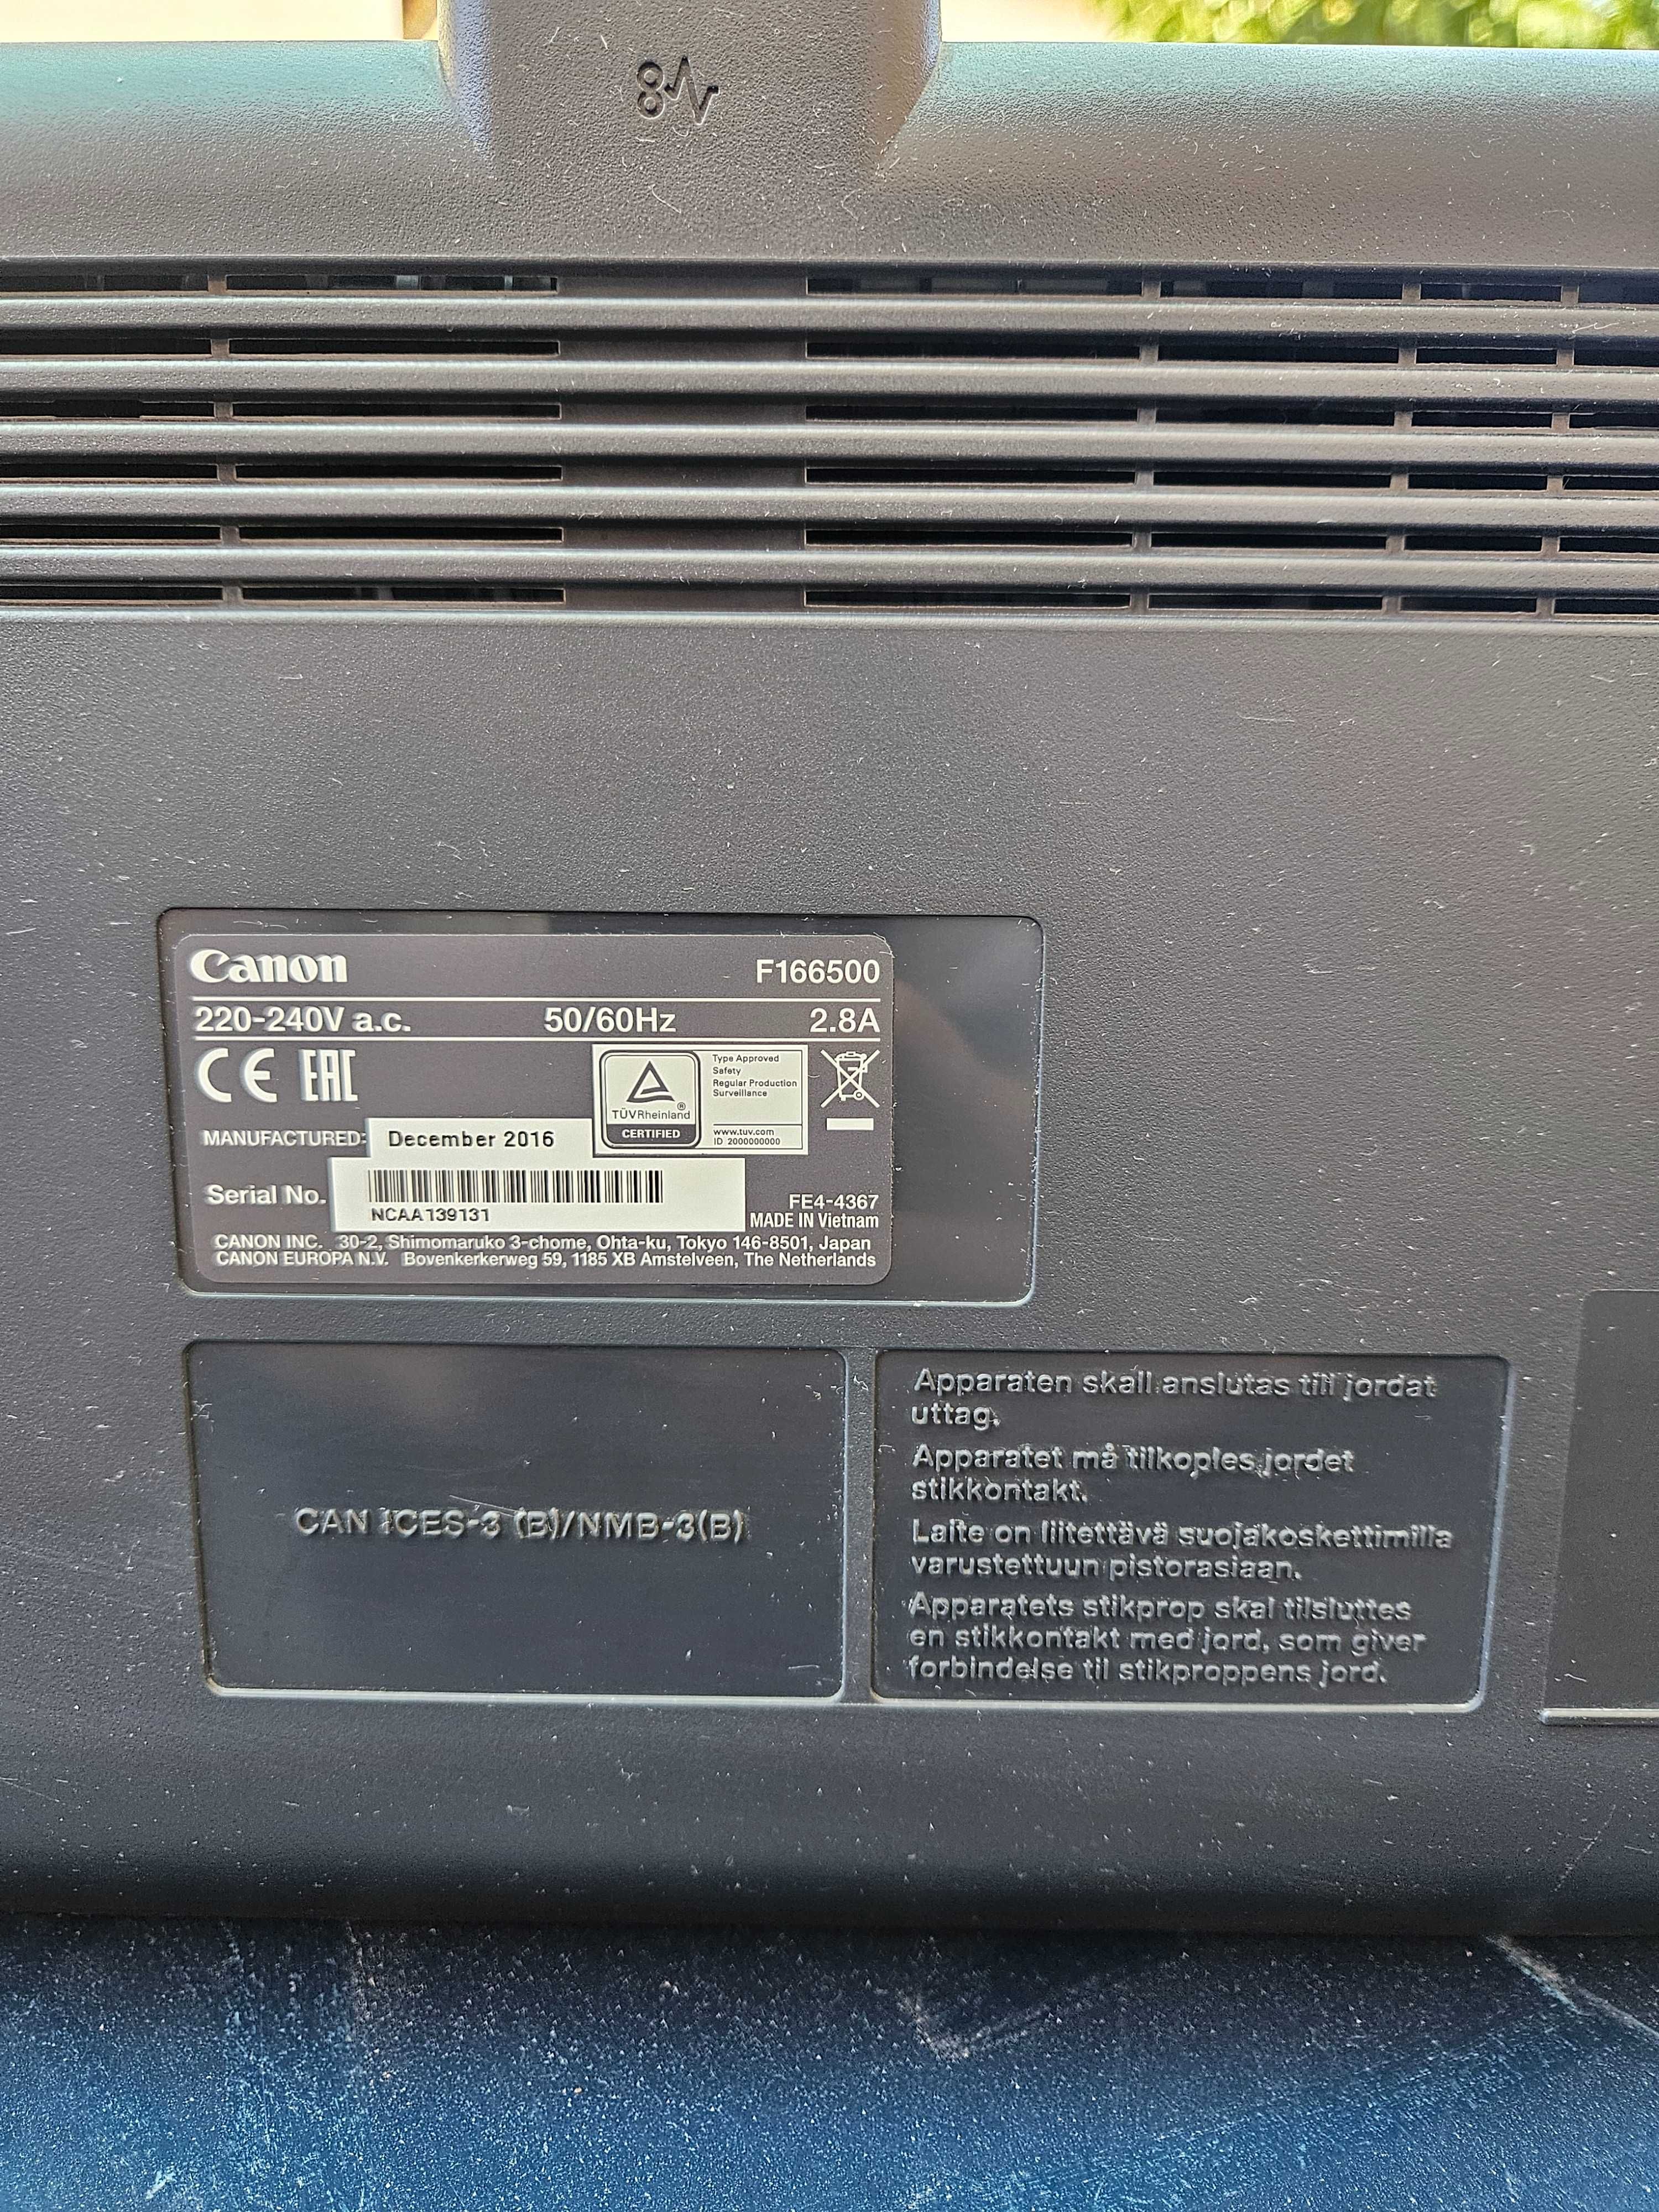 Canon F166500
220-240V a.c. 50/60Hz 2.8A
CE EAC
TÜVRheinland
CERTIFIED
Type Approved
Safety
Regular Production
Surveillance
www.tuv.com
ID 2000000000
MANUFACTURED: December 2016
Serial No. NCAA139131
FE4-4367
MADE IN Vietnam
CANON INC. 30-2, Shimomaruko 3-chome, Ohta-ku, Tokyo 146-8501, Japan
CANON EUROPA N.V. Bovenkerkerweg 59, 1185 XB Amstelveen, The Netherlands
CAN ICES-3 (B)/NMB-3(B)
Apparaten skall anslutas till jordat
uttag.
Apparatet må tilkoples jordet
stikkontakt.
Laite on liitettävä suojakoskettimilla
varustettuun pistorasiaan.
Apparatets stikprop skal tilsluttes
en stikkontakt med jord, som giver
forbindelse til stikproppens jord.